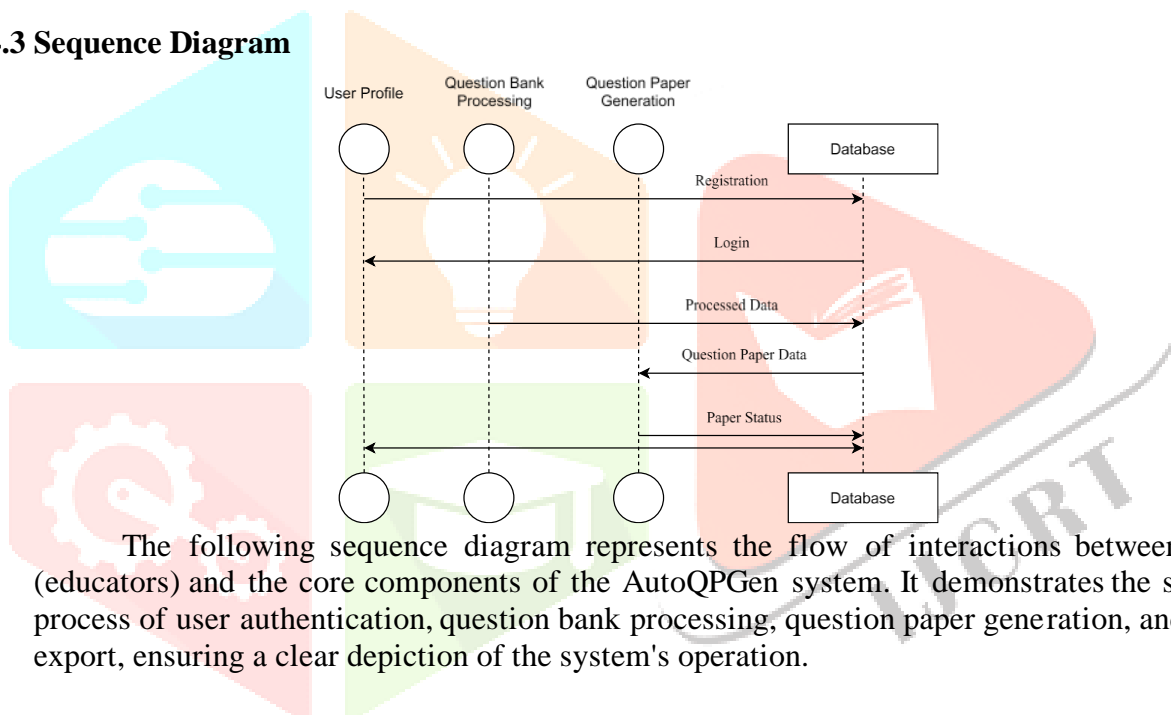 .3 Sequence Diagram
User Profile
Question Bank
Processing
Question Paper
Generation
Database
Registration
Login
Processed Data
Question Paper Data
Paper Status
Database
The following sequence diagram represents the flow of interactions between
(educators) and the core components of the AutoQPGen system. It demonstrates the s
process of user authentication, question bank processing, question paper generation, and
export, ensuring a clear depiction of the system's operation.
IJCRT